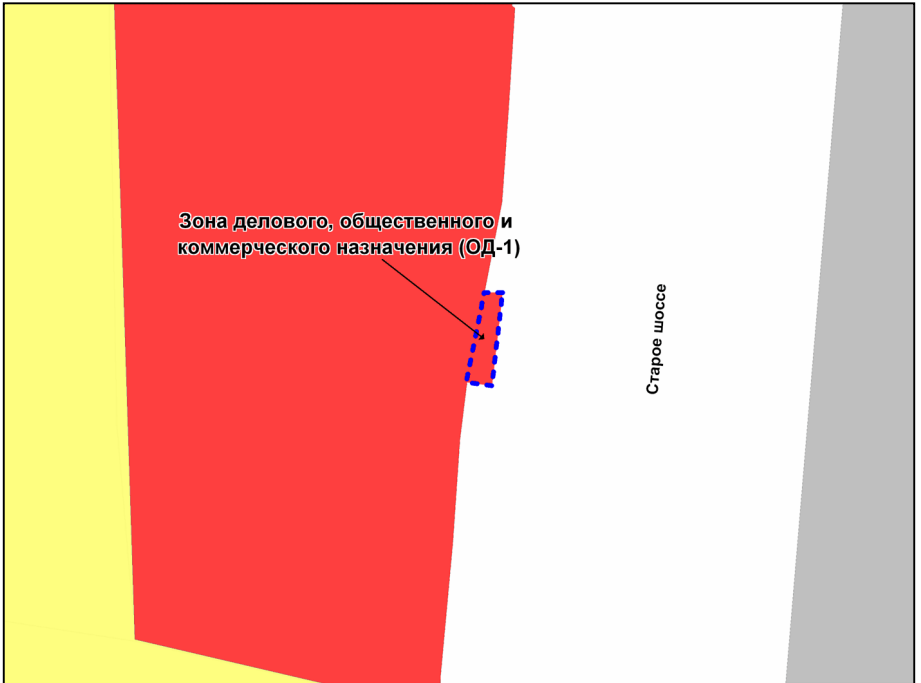 Зона делового, общественного и
коммерческого назначения (ОД-1)
Старое шоссе